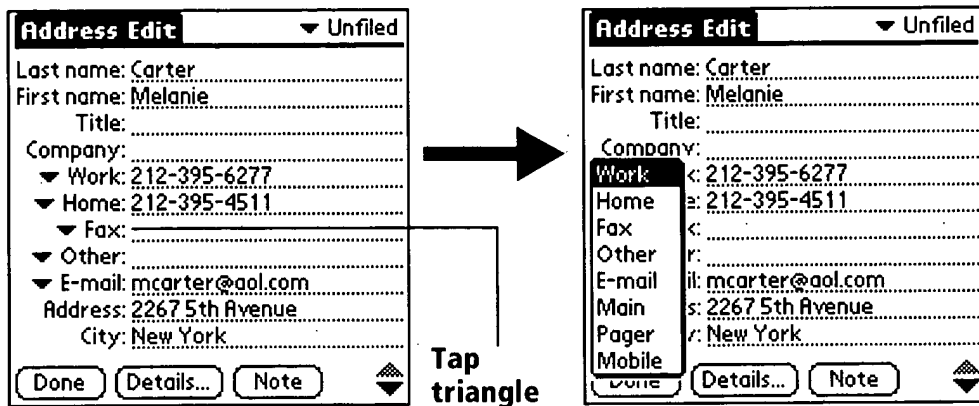 Address Edit ▼ Unfiled
Last name: Carter
First name: Melanie
Title:
Company:
▼ Work: 212-395-6277
▼ Home: 212-395-4511
▼ Fax:
▼ Other:
▼ E-mail: mcarter@aol.com
Address: 2267 5th Avenue
City: New York
Done Details... Note
Tap
triangle
Address Edit ▼ Unfiled
Last name: Carter
First name: Melanie
Title:
Company:
Work k: 212-395-6277
Home e: 212-395-4511
Fax x:
Other r:
E-mail il: mcarter@aol.com
Main s: 2267 5th Avenue
Pager y: New York
Mobile
Done Details... Note